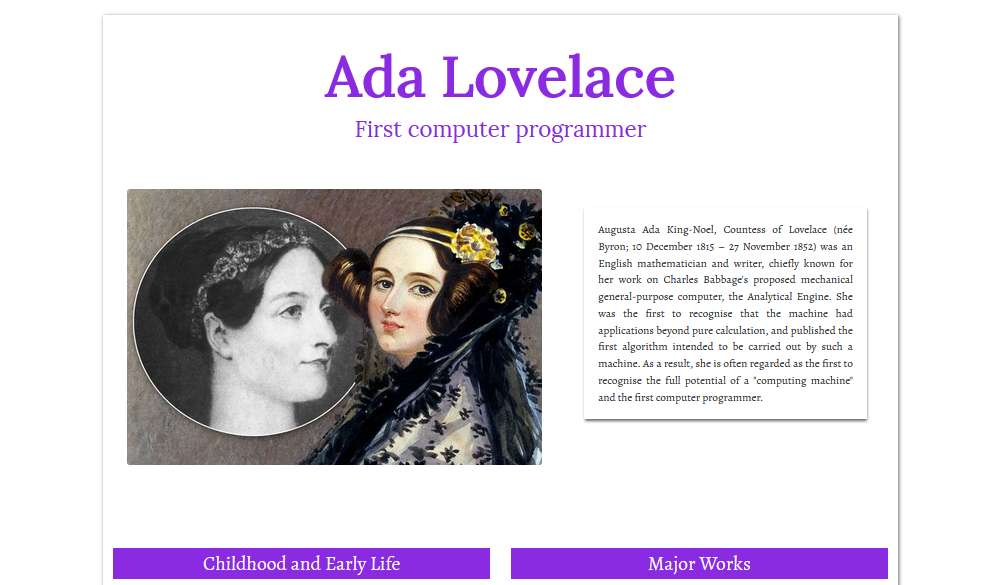 Ada Lovelace
First computer programmer
Augusta Ada King-Noel, Countess of Lovelace (née
Byron; 10 December 1815 – 27 November 1852) was an
English mathematician and writer, chiefly known for
her work on Charles Babbage's proposed mechanical
general-purpose computer, the Analytical Engine. She
was the first to recognise that the machine had
applications beyond pure calculation, and published the
first algorithm intended to be carried out by such a
machine. As a result, she is often regarded as the first to
recognise the full potential of a "computing machine"
and the first computer programmer.
Childhood and Early Life
Major Works